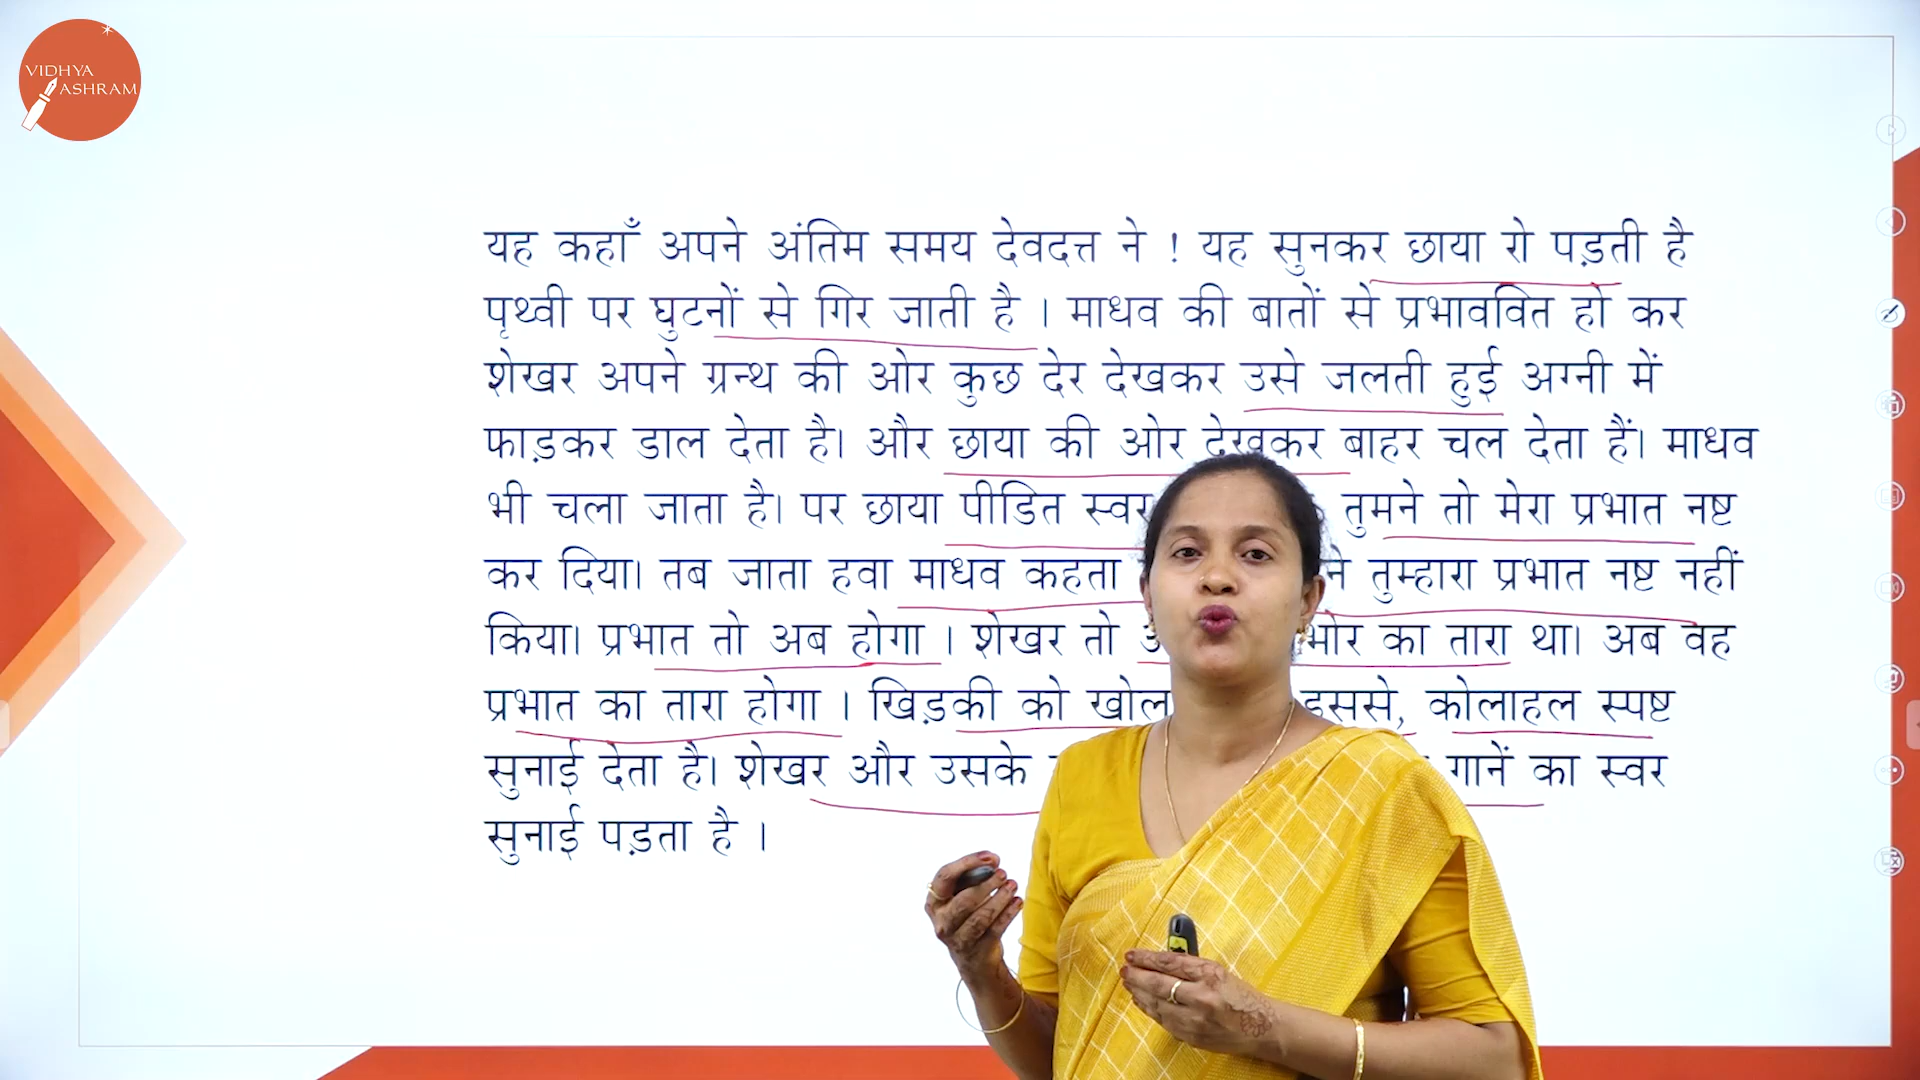 VIDHYA
ASHRAM
यह कहाँ अपने अंतिम समय देवदत्त ने ! यह सुनकर छाया रो पड़ती है
पृथ्वी पर घुटनों से गिर जाती है । माधव की बातों से प्रभाववित हो कर
शेखर अपने ग्रन्थ की ओर कुछ देर देखकर उसे जलती हुई अग्नी में
फाड़कर डाल देता है। और छाया की ओर देखकर बाहर चल देता हैं। माधव
भी चला जाता है। पर छाया पीडित स्वर तुमने तो मेरा प्रभात नष्ट
कर दिया। तब जाता हवा माधव कहता तुम्हारा प्रभात नष्ट नहीं
किया। प्रभात तो अब होगा । शेखर तो भोर का तारा था। अब वह
प्रभात का तारा होगा । खिड़की को खोल इससे, कोलाहल स्पष्ट
सुनाई देता है। शेखर और उसके गानें का स्वर
सुनाई पड़ता है ।